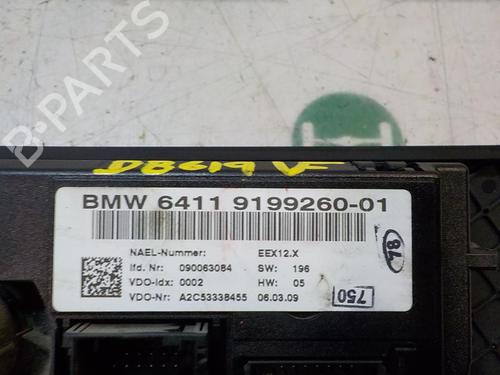 B-PARTS
D8619 VF
BMW 6411 9199260-01
NAEL-Nummer: EEX12.X
lfd. Nr: 090063084 SW: 196
VDO-Idx: 0002 HW: 05
VDO-Nr: A2C53338455 06.03.09
78
750